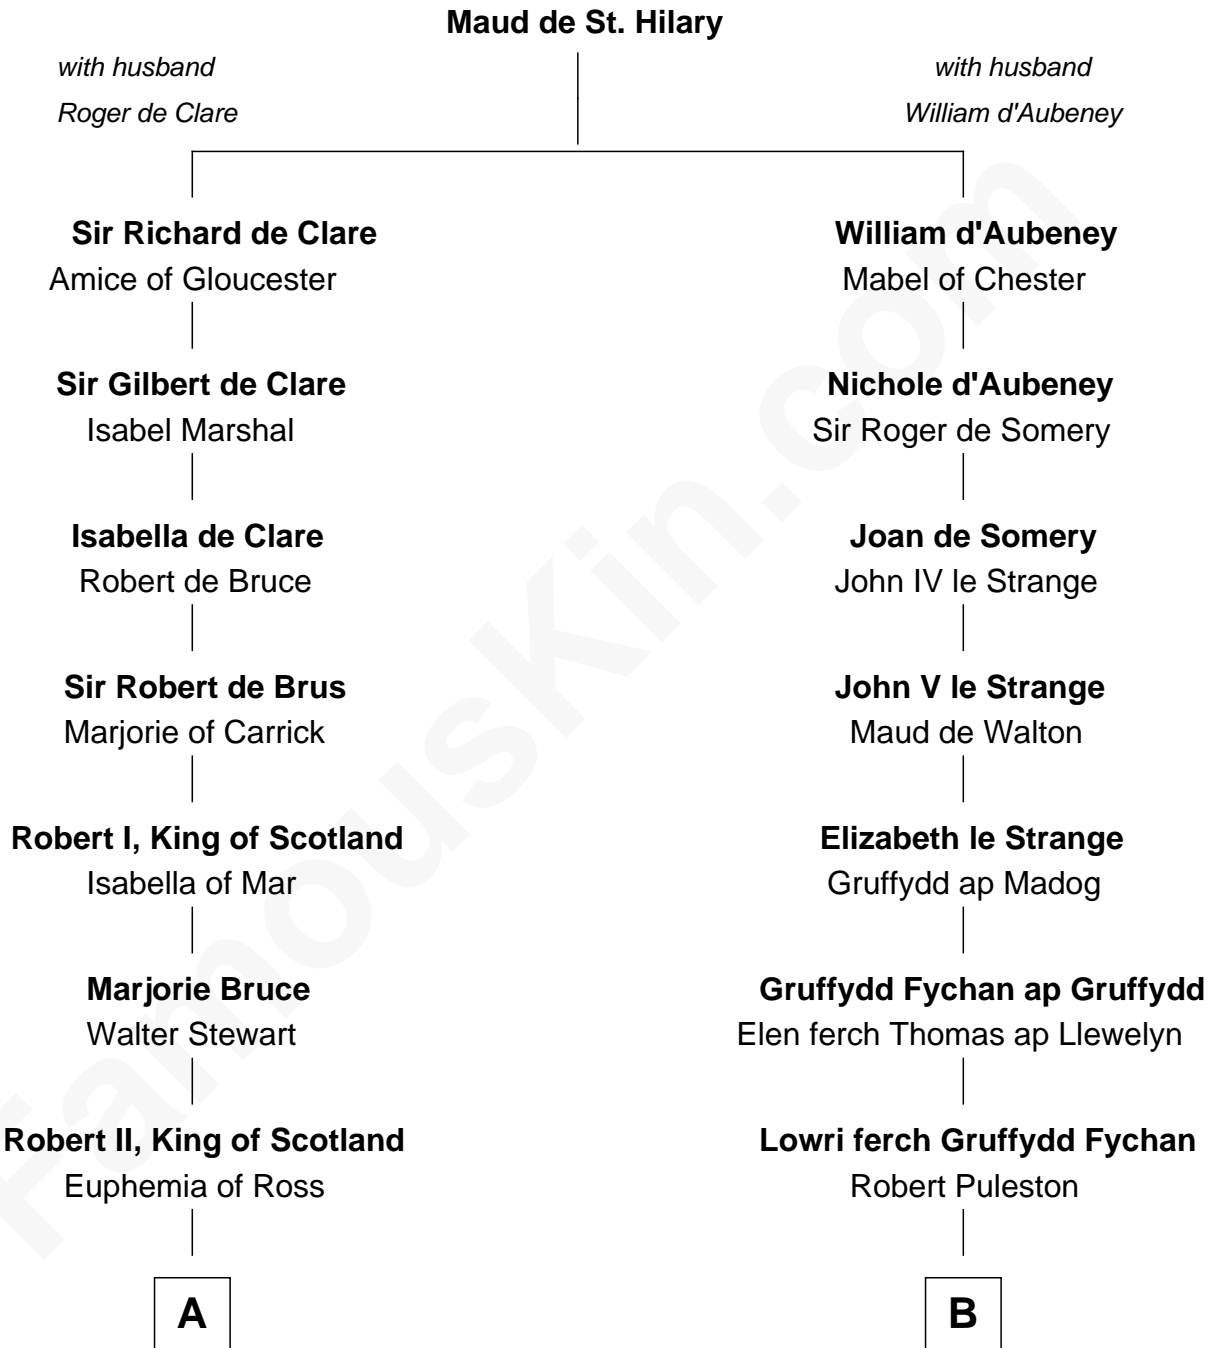 Maud de St. Hilary
with husband
Roger de Clare
with husband
William d'Aubeney
Sir Richard de Clare
Amice of Gloucester
William d'Aubeney
Mabel of Chester
Sir Gilbert de Clare
Isabel Marshal
Nichole d'Aubeney
Sir Roger de Somery
Isabella de Clare
Robert de Bruce
Joan de Somery
John IV le Strange
Sir Robert de Brus
Marjorie of Carrick
John V le Strange
Maud de Walton
Robert I, King of Scotland
Isabella of Mar
Elizabeth le Strange
Gruffydd ap Madog
Marjorie Bruce
Walter Stewart
Gruffydd Fychan ap Gruffydd
Elen ferch Thomas ap Llewelyn
Robert II, King of Scotland
Euphemia of Ross
Lowri ferch Gruffydd Fychan
Robert Puleston
A
B
FamousKin.com